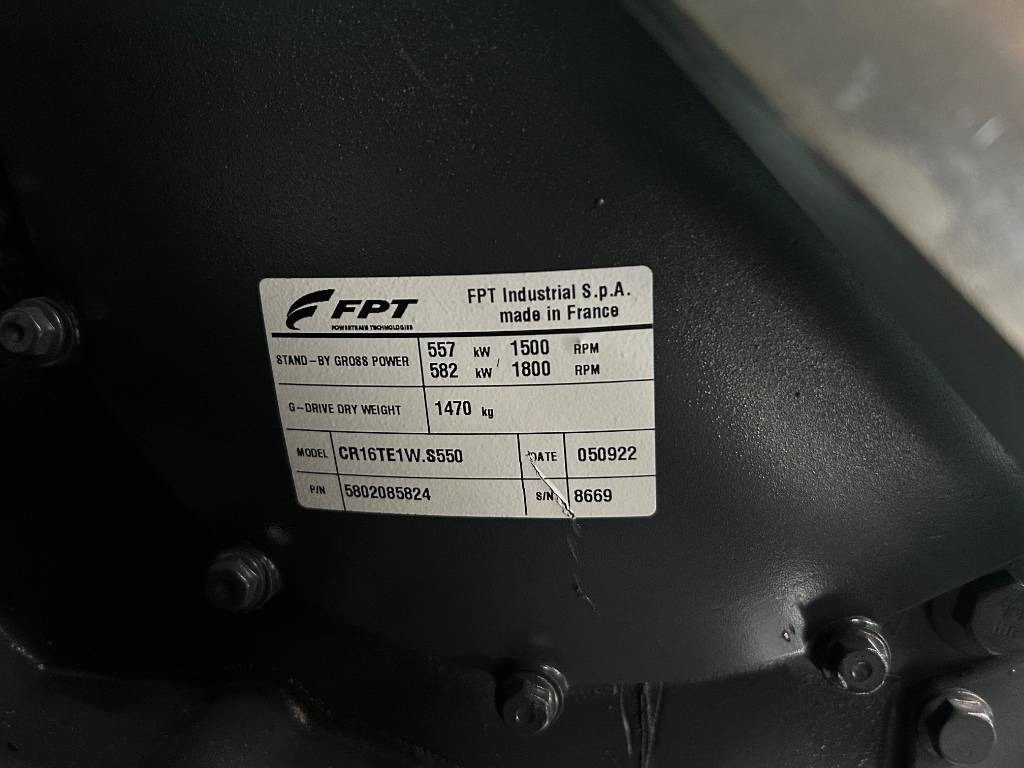 FPT
POWERTRAIN TECHNOLOGIES
FPT Industrial S.p.A.
made in France
STAND-BY GROSS POWER 557 kW 1500 RPM
582 kW 1800 RPM
G-DRIVE DRY WEIGHT 1470 kg
MODEL CR16TE1W.S550 DATE 050922
P/N 5802085824 S/N 8669